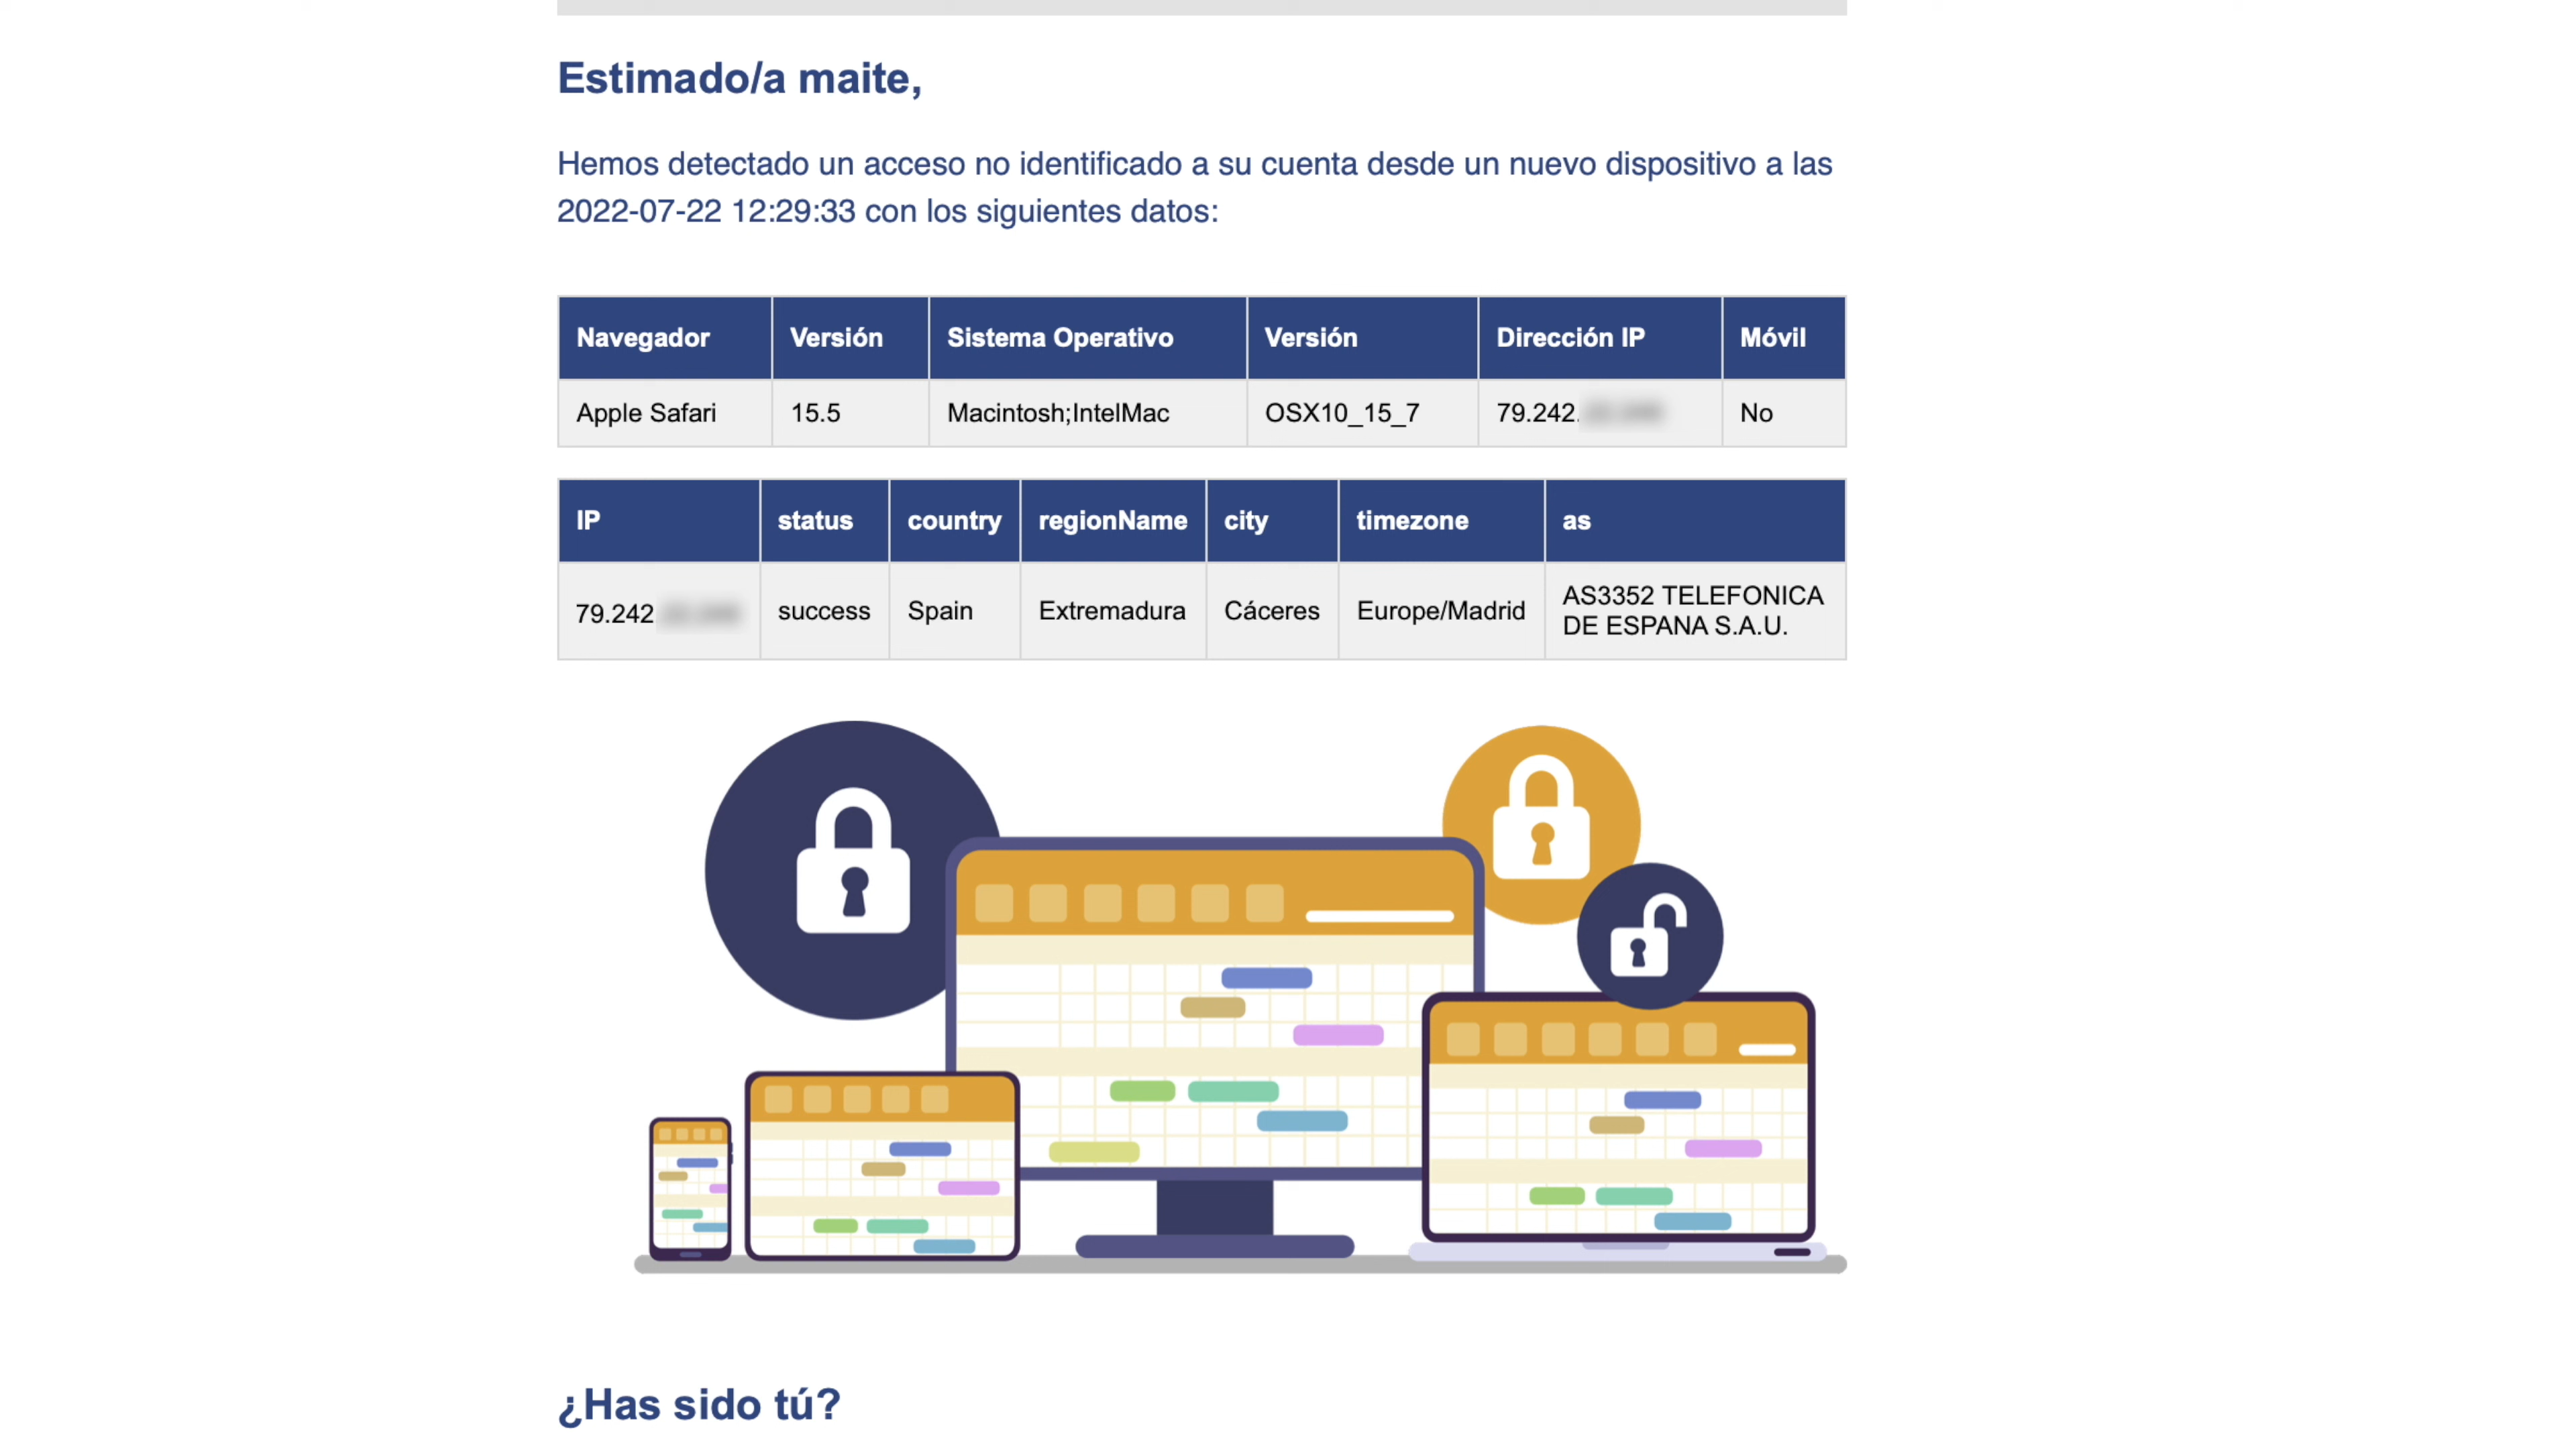 Estimado/a maite,
Hemos detectado un acceso no identificado a su cuenta desde un nuevo dispositivo a las
2022-07-22 12:29:33 con los siguientes datos:
Navegador Versión Sistema Operativo Versión Dirección IP Móvil
Apple Safari 15.5 Macintosh;IntelMac OSX10_15_7 79.242. No
IP status country regionName city timezone as
79.242 success Spain Extremadura Cáceres Europe/Madrid AS3352 TELEFONICA
DE ESPANA S.A.U.
¿Has sido tú?